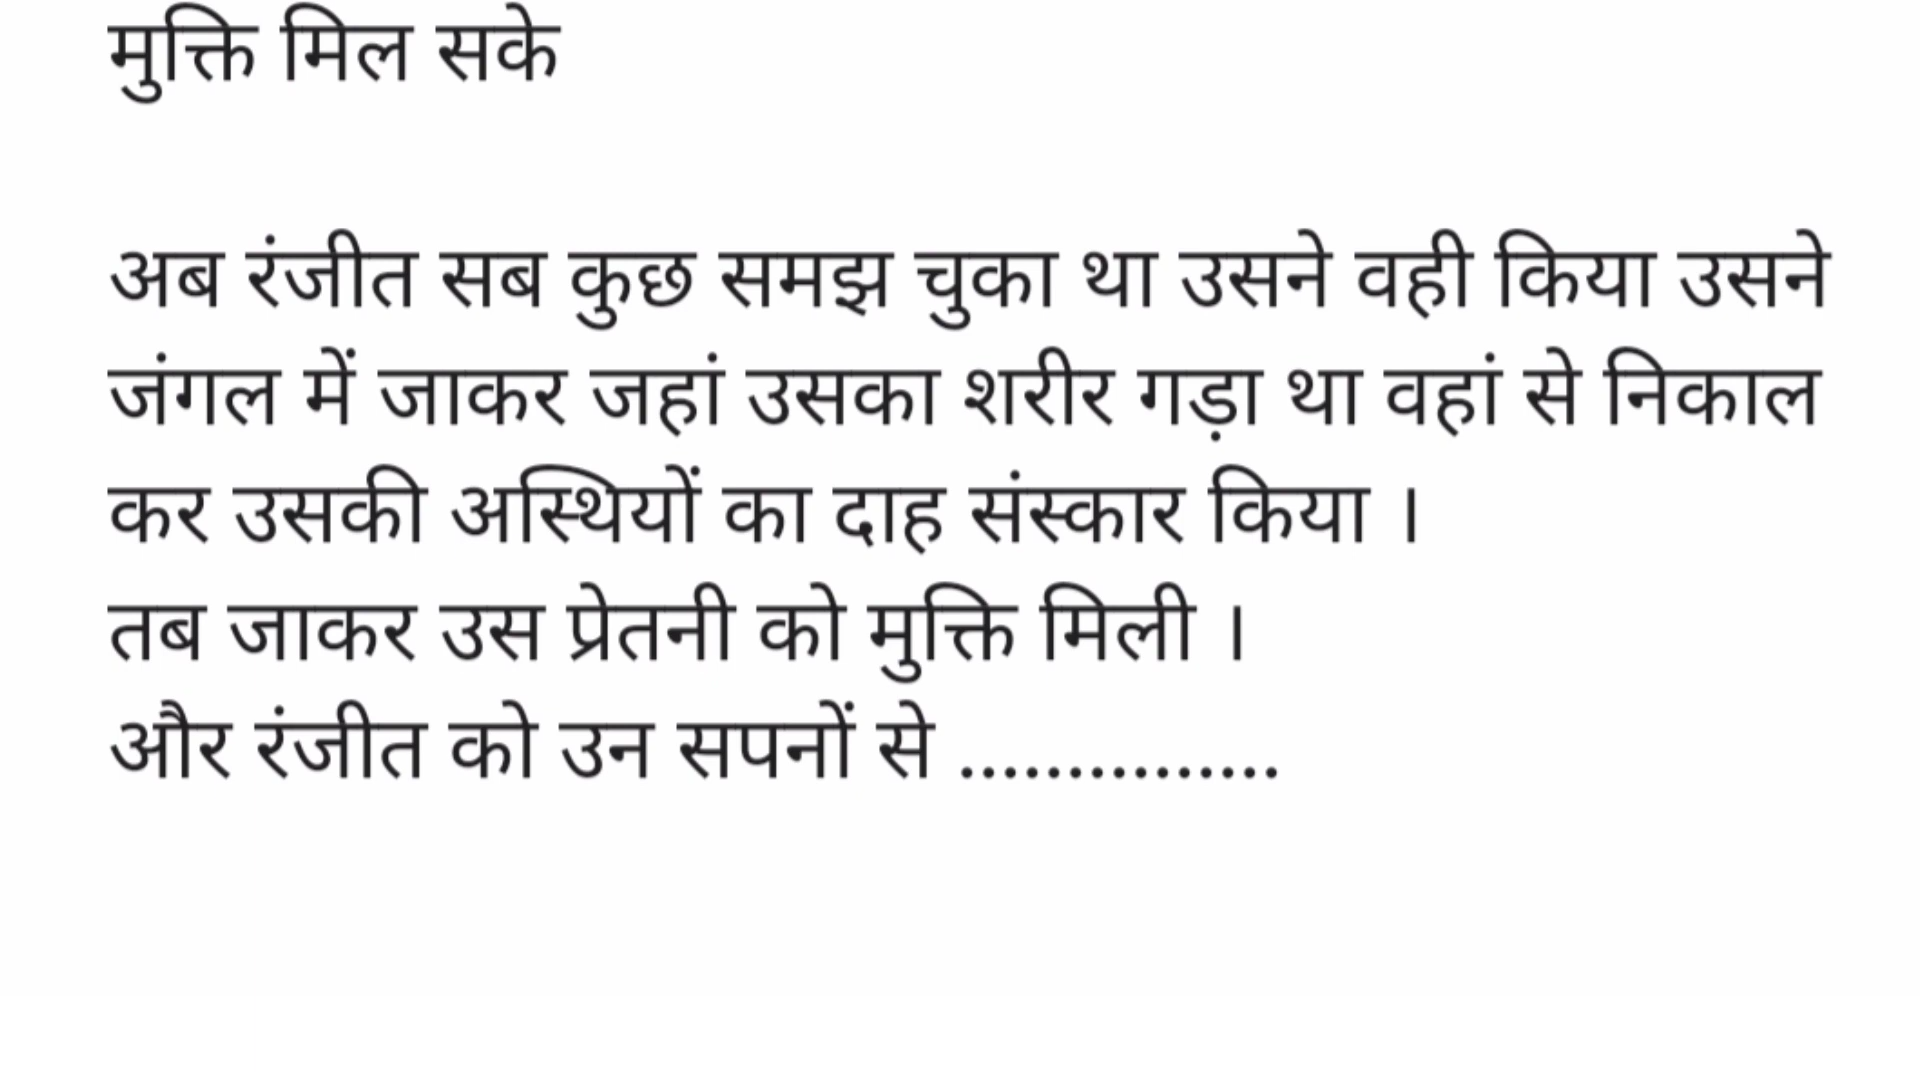 मुक्ति मिल सके
अब रंजीत सब कुछ समझ चुका था उसने वही किया उसने
जंगल में जाकर जहां उसका शरीर गड़ा था वहां से निकाल
कर उसकी अस्थियों का दाह संस्कार किया ।
तब जाकर उस प्रेतनी को मुक्ति मिली ।
और रंजीत को उन सपनों से ...............